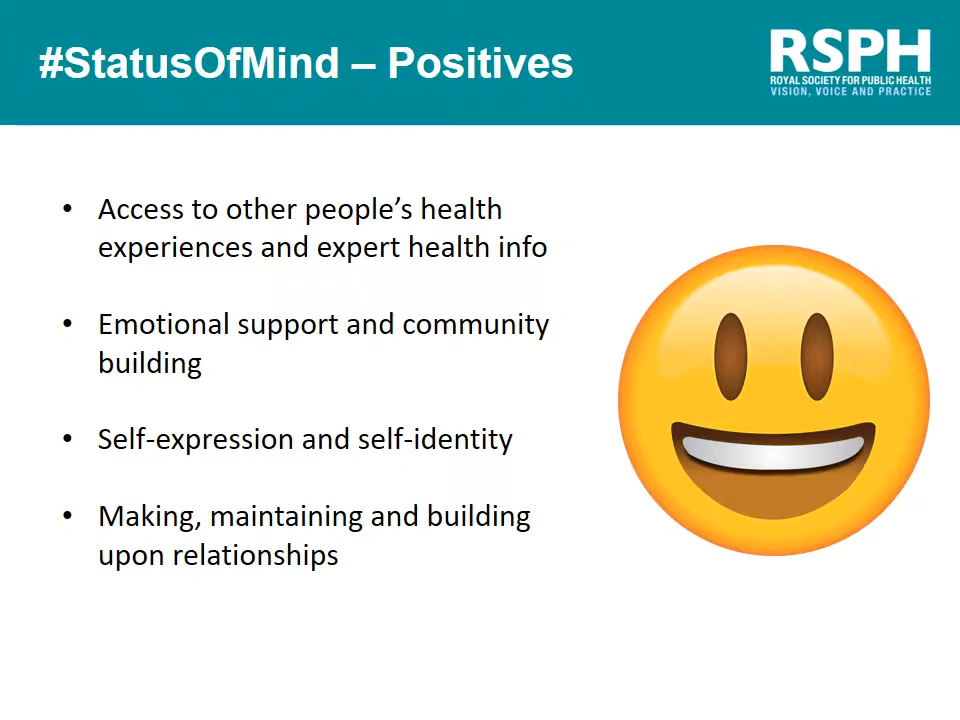 #StatusOfMind – Positives
RSPH
ROYAL SOCIETY FOR PUBLIC HEALTH
VISION, VOICE AND PRACTICE
• Access to other people’s health
experiences and expert health info
• Emotional support and community
building
• Self-expression and self-identity
• Making, maintaining and building
upon relationships